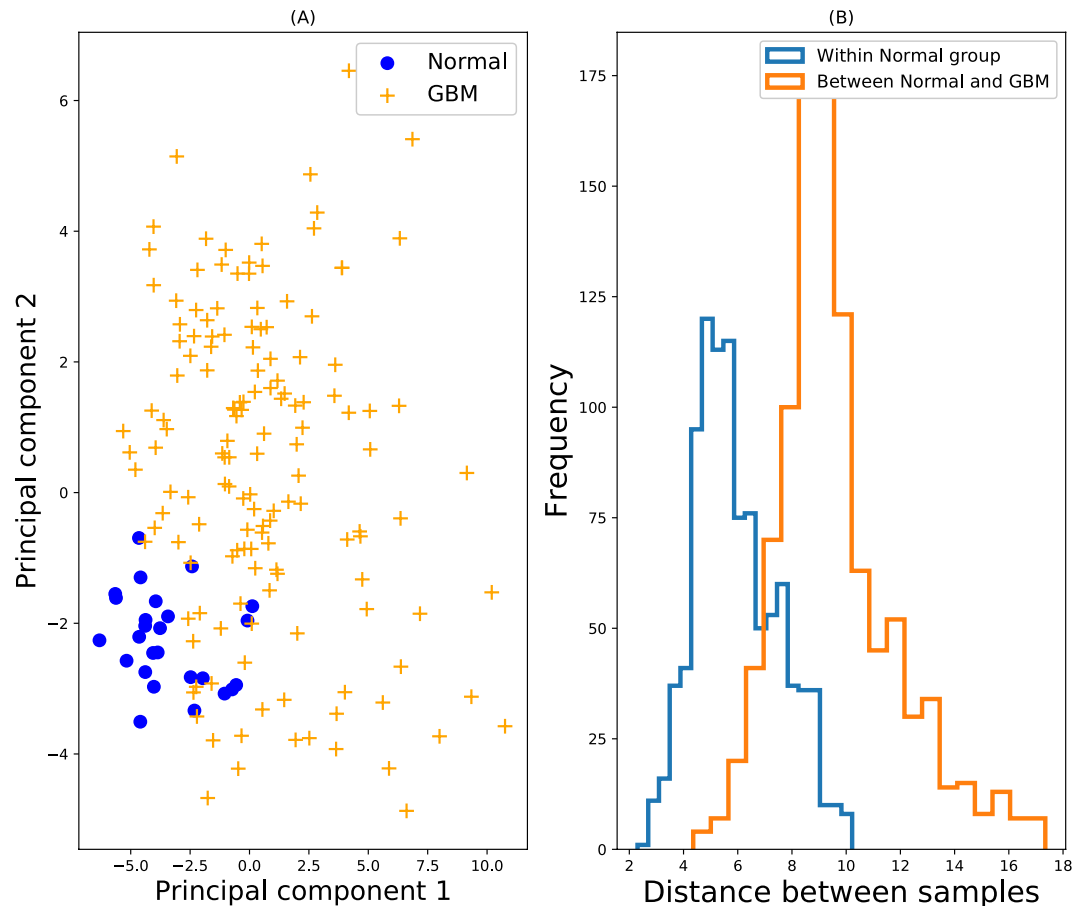 (A)
Normal
GBM
6
4
2
0
−2
−4
Principal component 2
−5.0 −2.5 0.0 2.5 5.0 7.5 10.0
Principal component 1
(B)
Within Normal group
Between Normal and GBM
175
150
125
100
75
50
25
0
Frequency
2 4 6 8 10 12 14 16 18
Distance between samples